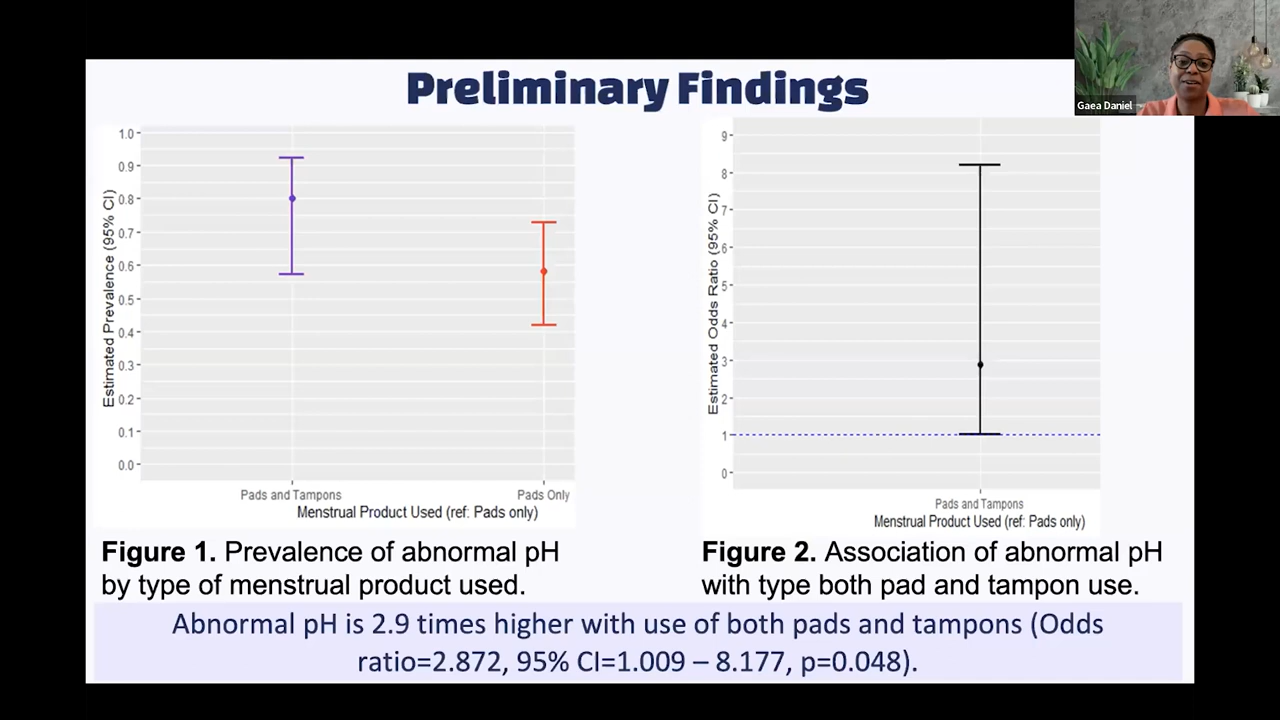 Preliminary Findings
Gaea Daniel
Estimated Prevalence (95% CI)
1.0
0.9
0.8
0.7
0.6
0.5
0.4
0.3
0.2
0.1
0.0
Pads and Tampons
Pads Only
Menstrual Product Used (ref: Pads only)
Estimated Odds Ratio (95% CI)
9
8
7
6
5
4
3
2
1
0
Pads and Tampons
Menstrual Product Used (ref: Pads only)
Figure 1. Prevalence of abnormal pH
by type of menstrual product used.
Figure 2. Association of abnormal pH
with type both pad and tampon use.
Abnormal pH is 2.9 times higher with use of both pads and tampons (Odds
ratio=2.872, 95% CI=1.009 – 8.177, p=0.048).